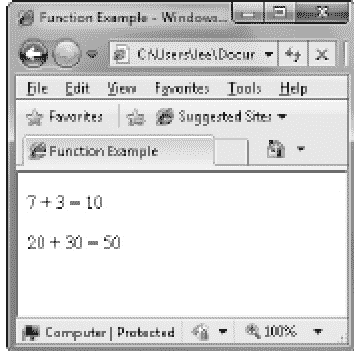 Function Example - Windows...
C:\Users\lee\Docur
File Edit View Favorites Tools Help
Favorites Suggested Sites
Function Example
7 + 3 = 10
20 + 30 = 50
Computer | Protected 100%